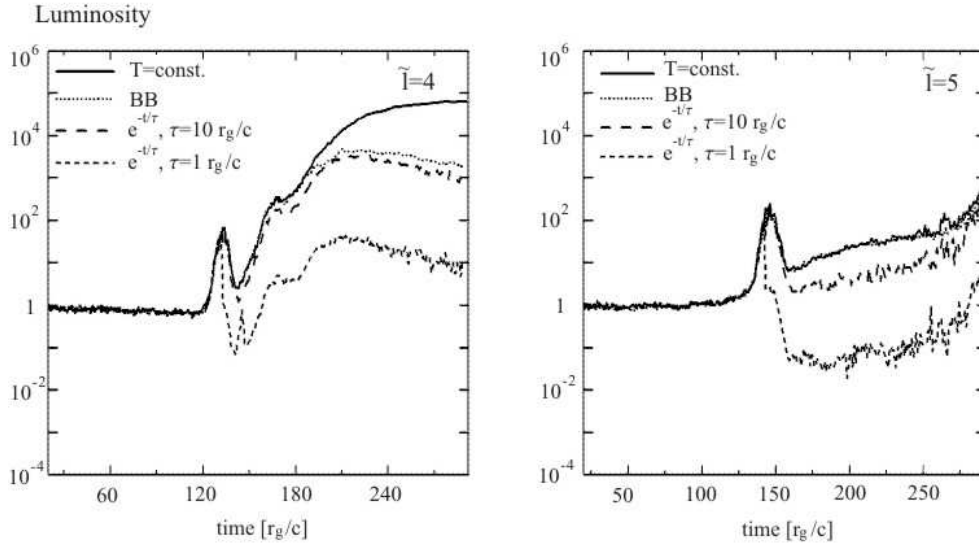 Luminosity
10^6
10^4
10^2
1
10^-2
10^-4
T=const.
BB
e^-t/τ, τ=10 r_g/c
e^-t/τ, τ=1 r_g/c
l̃=4
60
120
180
240
time [r_g/c]
10^6
10^4
10^2
1
10^-2
10^-4
T=const.
BB
e^-t/τ, τ=10 r_g/c
e^-t/τ, τ=1 r_g/c
l̃=5
50
100
150
200
250
time [r_g/c]